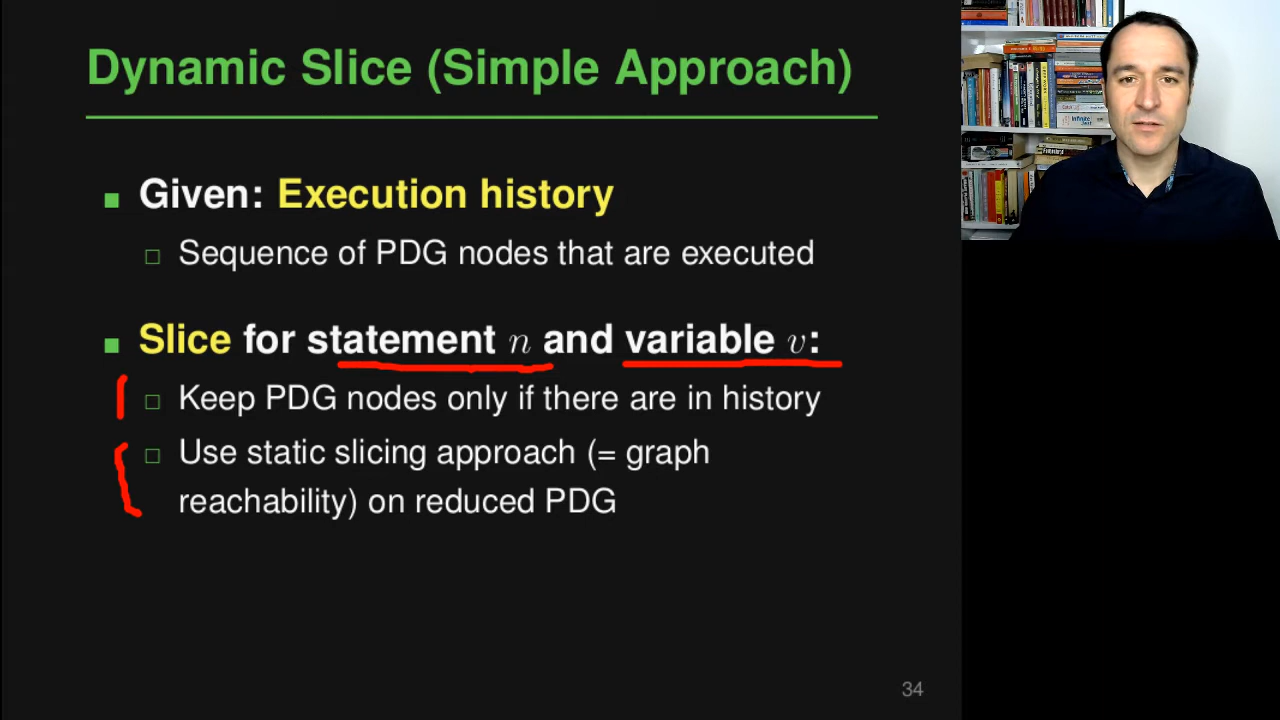 Dynamic Slice (Simple Approach)
Given: Execution history
Sequence of PDG nodes that are executed
Slice for statement n and variable v:
Keep PDG nodes only if there are in history
Use static slicing approach (= graph
reachability) on reduced PDG
34